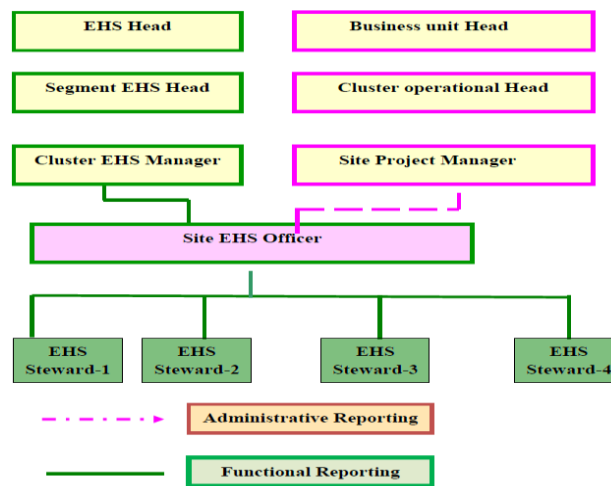 EHS Head
Business unit Head
Segment EHS Head
Cluster operational Head
Cluster EHS Manager
Site Project Manager
Site EHS Officer
EHS
Steward-1
EHS
Steward-2
EHS
Steward-3
EHS
Steward-4
Administrative Reporting
Functional Reporting